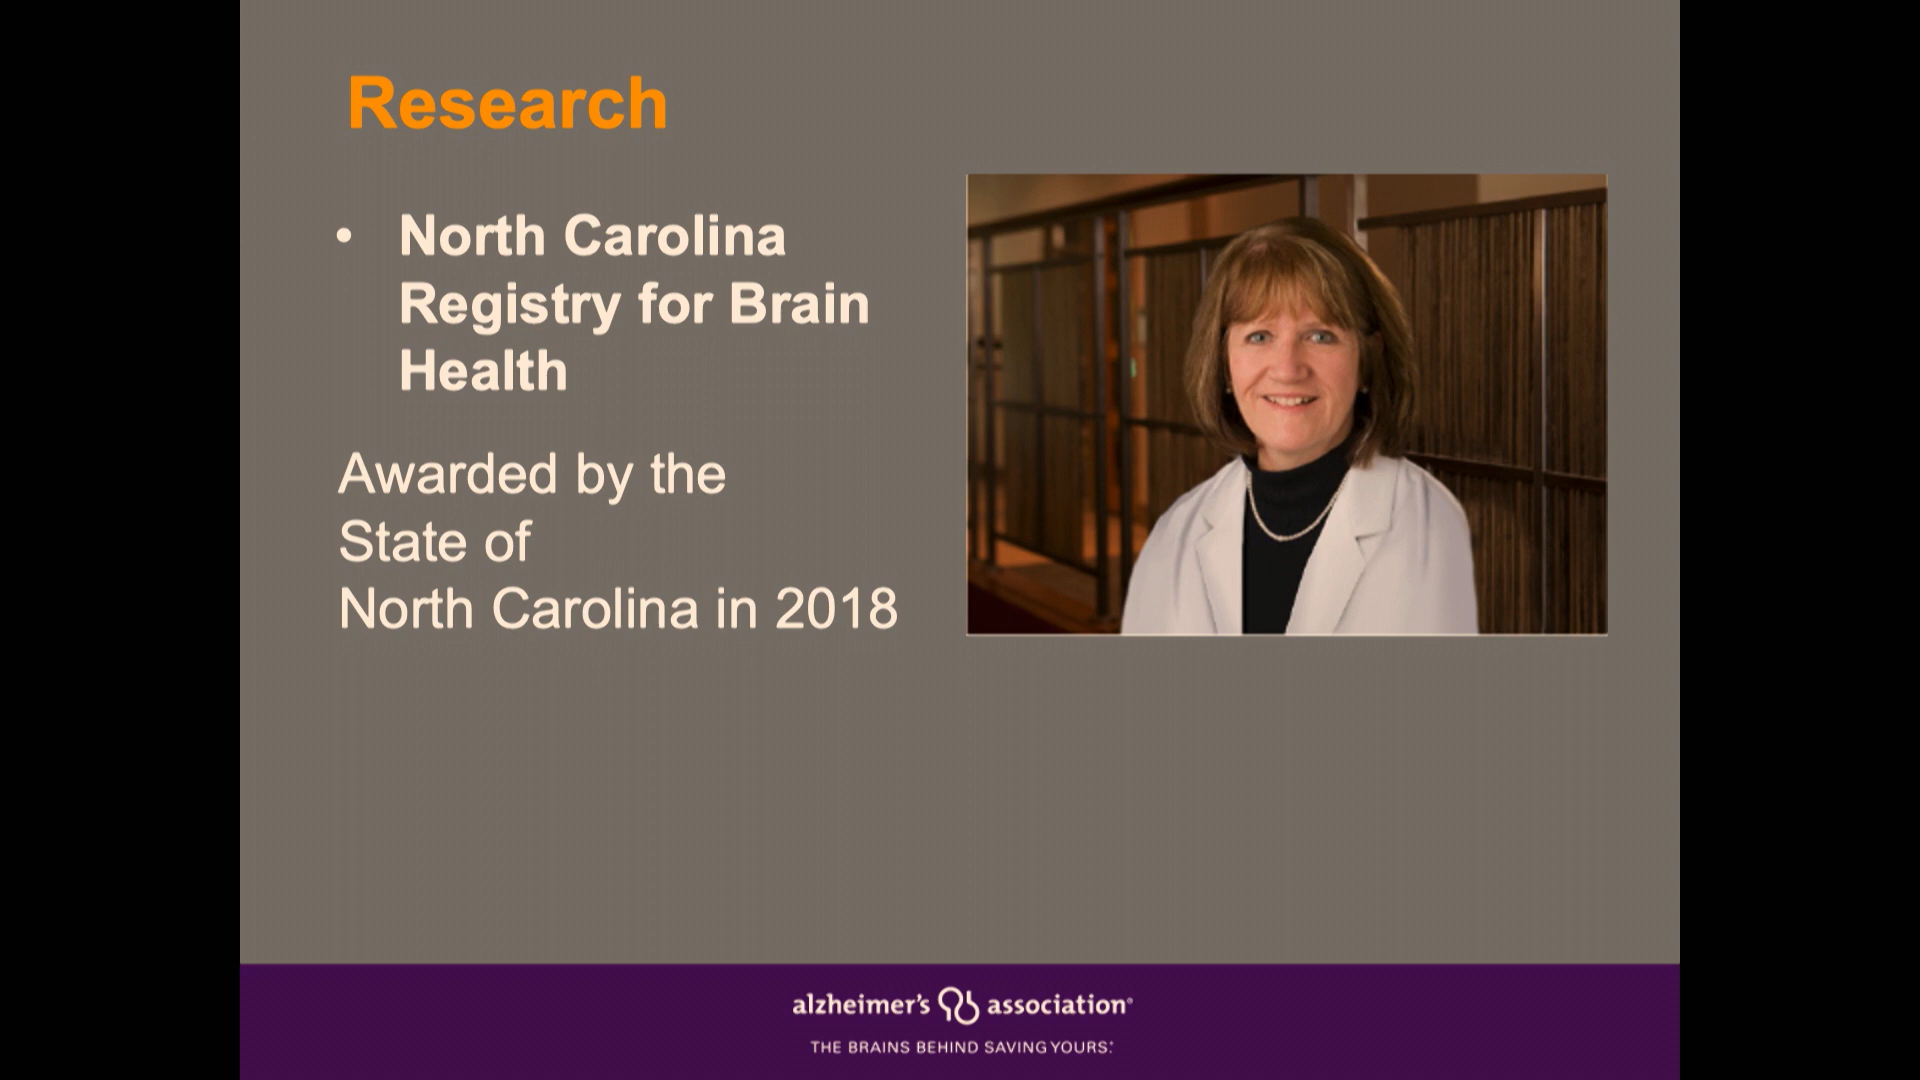 Research
• North Carolina
Registry for Brain
Health
Awarded by the
State of
North Carolina in 2018
alzheimer's association®
THE BRAINS BEHIND SAVING YOURS.™